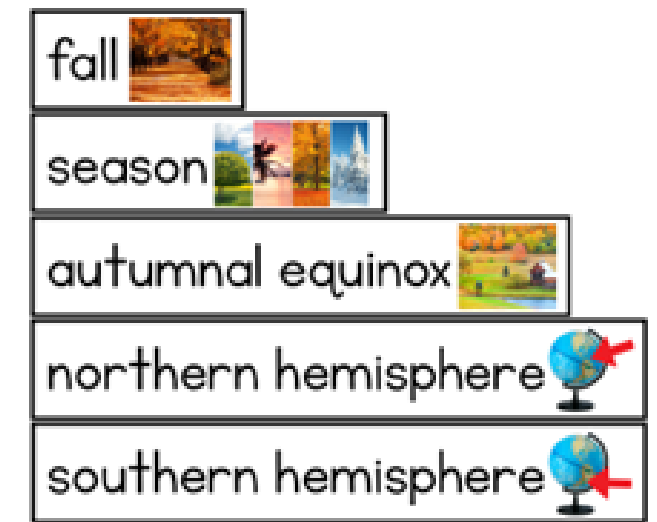 fall
season
autumnal equinox
northern hemisphere
southern hemisphere